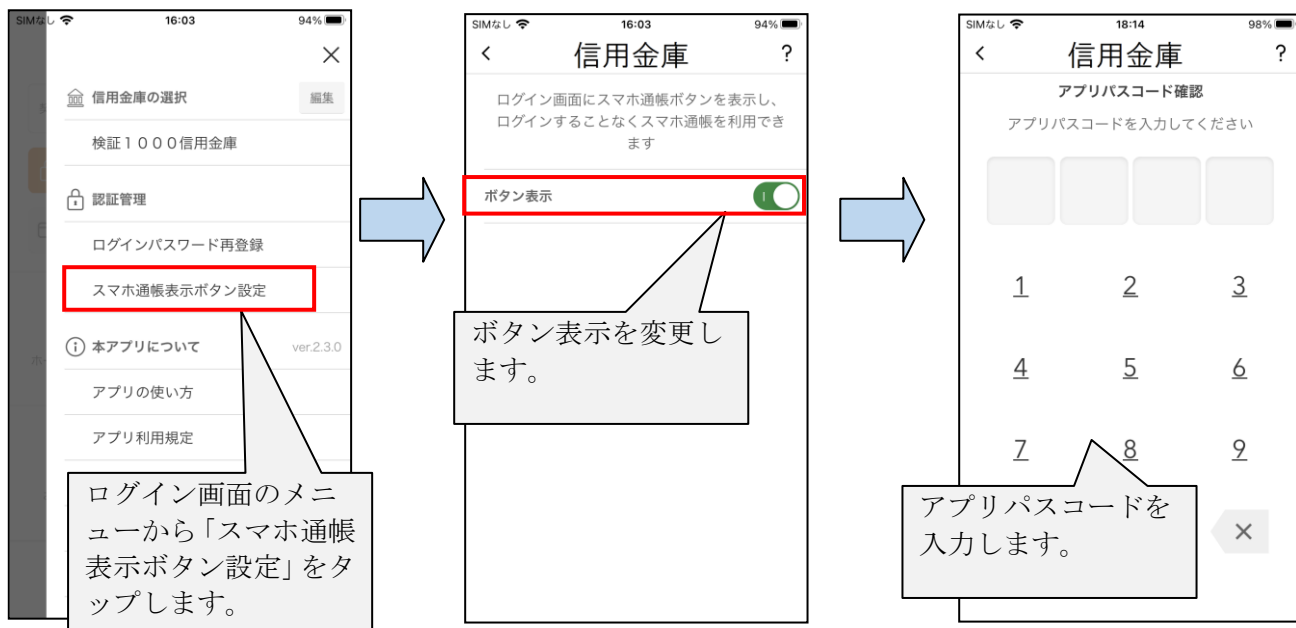 SIMなし 16:03 94%
信用金庫の選択 編集
検証１０００信用金庫
認証管理
ログインパスワード再登録
スマホ通帳表示ボタン設定
本アプリについて ver.2.3.0
アプリの使い方
アプリ利用規定
ログイン画面のメニ
ューから「スマホ通帳
表示ボタン設定」をタ
ップします。
SIMなし 16:03 94%
< 信用金庫 ?
ログイン画面にスマホ通帳ボタンを表示し、
ログインすることなくスマホ通帳を利用でき
ます
ボタン表示
ボタン表示を変更し
ます。
SIMなし 18:14 98%
< 信用金庫 ?
アプリパスコード確認
アプリパスコードを入力してください
1 2 3
4 5 6
7 8 9
アプリパスコードを
入力します。